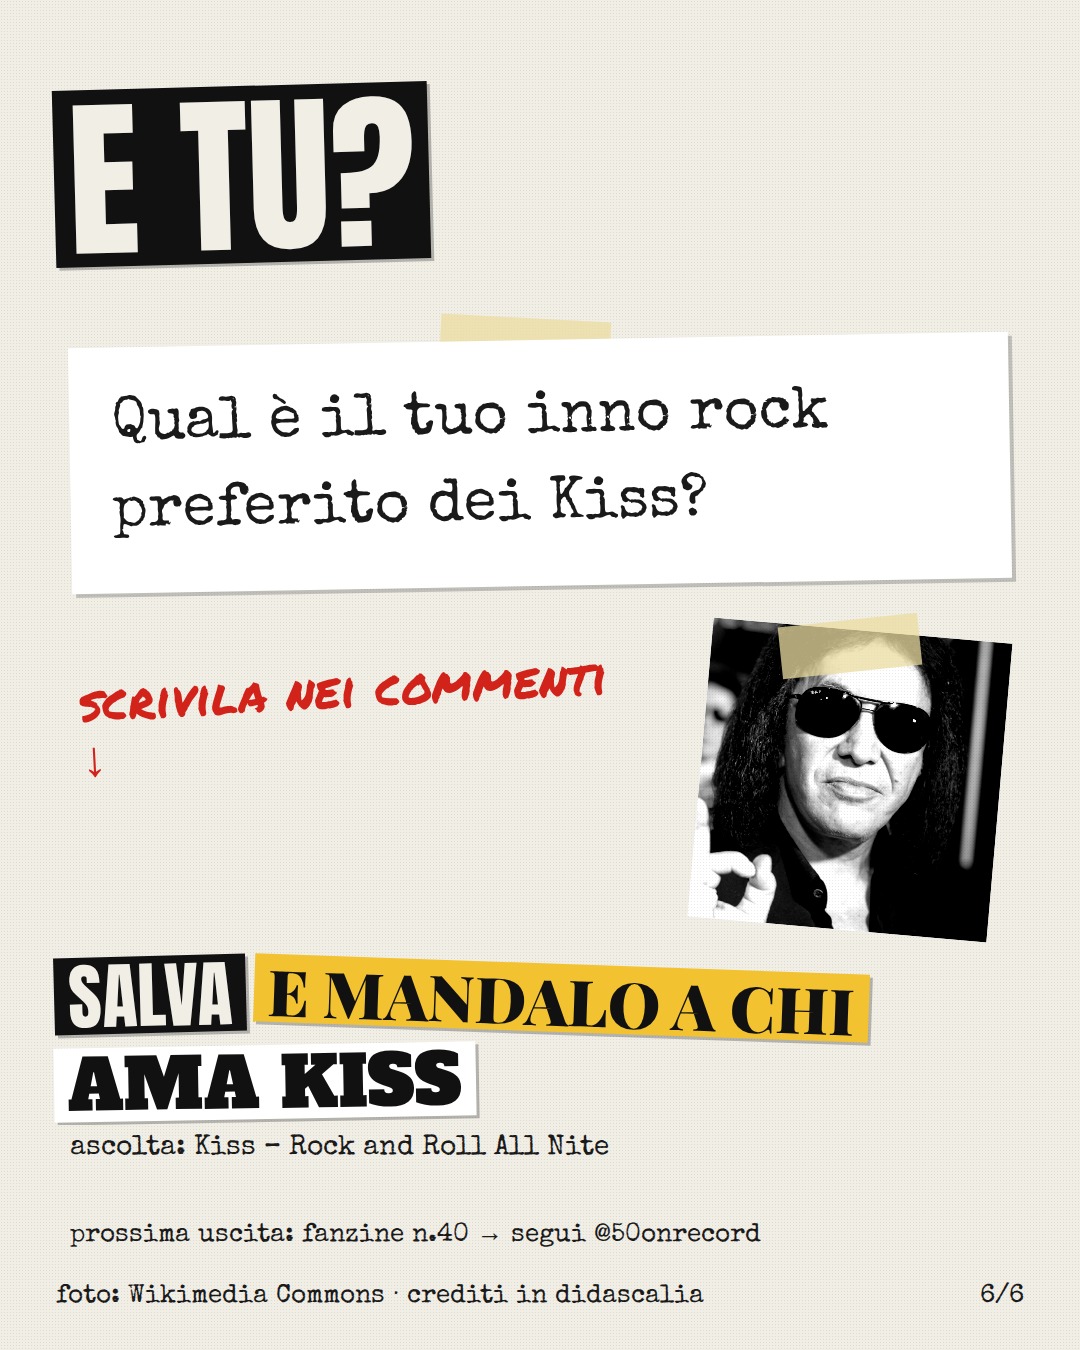 E TU?
Qual è il tuo inno rock
preferito dei Kiss?
SCRIVILA NEI COMMENTI
↓
SALVA E MANDALO A CHI
AMA KISS
ascolta: Kiss – Rock and Roll All Nite
prossima uscita: fanzine n.40 → segui @50onrecord
foto: Wikimedia Commons · crediti in didascalia 6/6